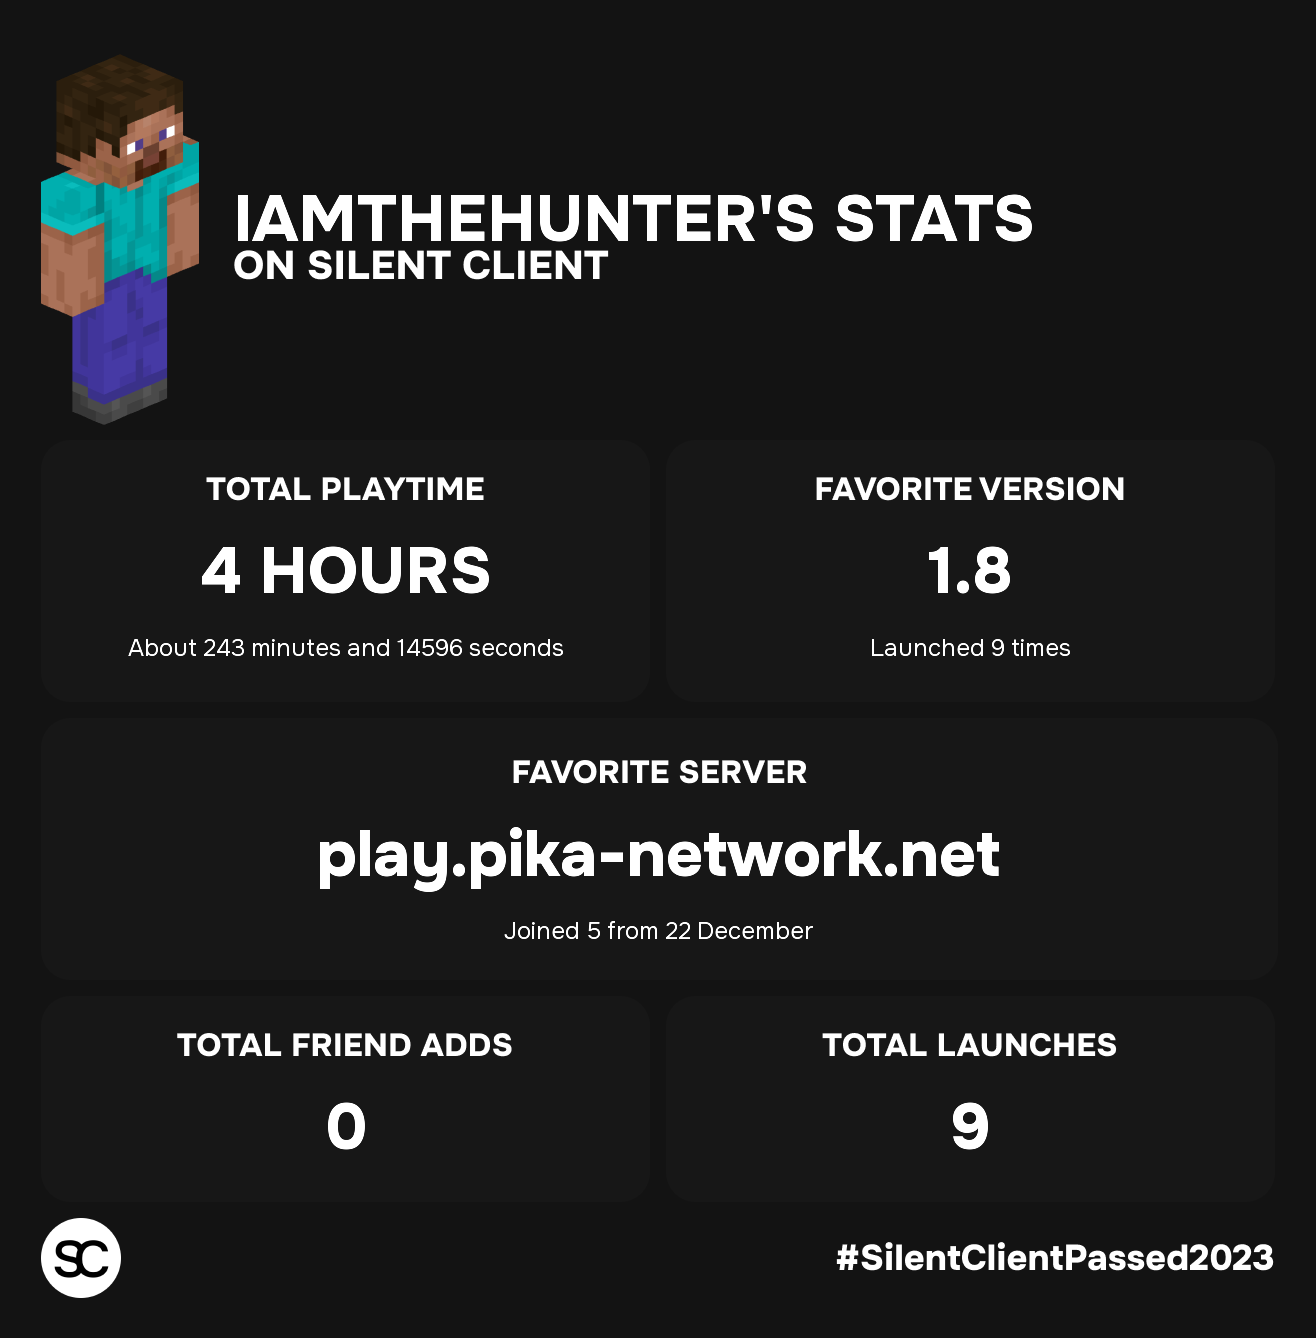 IAMTHEHUNTER'S STATS
ON SILENT CLIENT
TOTAL PLAYTIME
4 HOURS
About 243 minutes and 14596 seconds
FAVORITE VERSION
1.8
Launched 9 times
FAVORITE SERVER
play.pika-network.net
Joined 5 from 22 December
TOTAL FRIEND ADDS
0
TOTAL LAUNCHES
9
SC
#SilentClientPassed2023